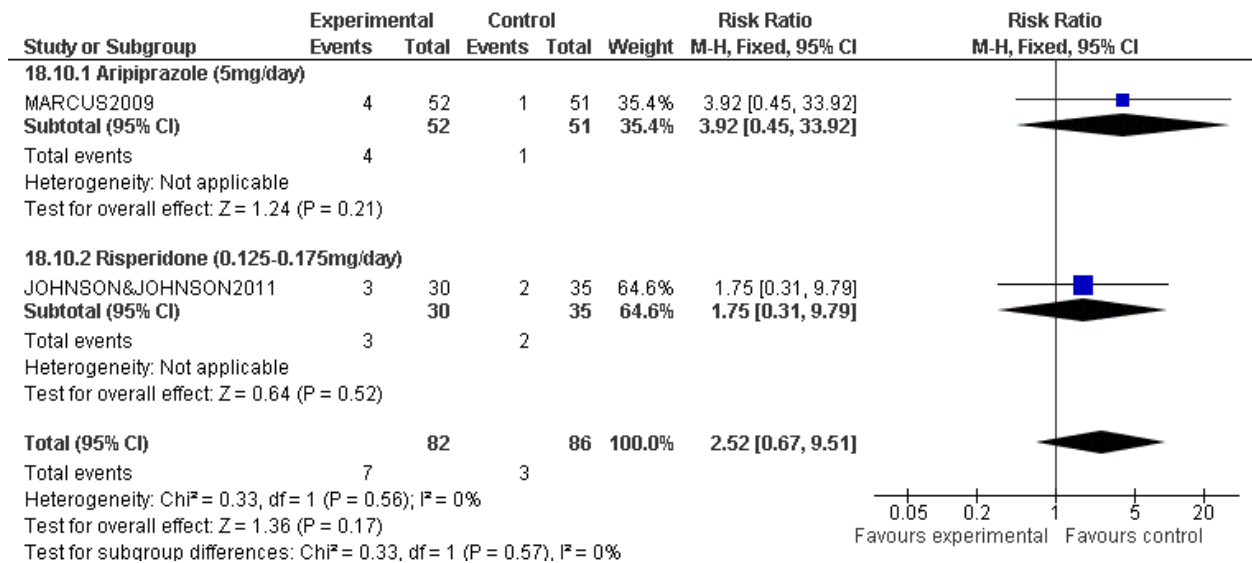 Experimental Control Risk Ratio Risk Ratio
Study or Subgroup Events Total Events Total Weight M-H, Fixed, 95% CI M-H, Fixed, 95% CI
18.10.1 Aripiprazole (5mg/day)
MARCUS2009 4 52 1 51 35.4% 3.92 [0.45, 33.92]
Subtotal (95% CI) 52 51 35.4% 3.92 [0.45, 33.92]
Total events 4 1
Heterogeneity: Not applicable
Test for overall effect: Z = 1.24 (P = 0.21)
18.10.2 Risperidone (0.125-0.175mg/day)
JOHNSON&JOHNSON2011 3 30 2 35 64.6% 1.75 [0.31, 9.79]
Subtotal (95% CI) 30 35 64.6% 1.75 [0.31, 9.79]
Total events 3 2
Heterogeneity: Not applicable
Test for overall effect: Z = 0.64 (P = 0.52)
Total (95% CI) 82 86 100.0% 2.52 [0.67, 9.51]
Total events 7 3
Heterogeneity: Chi² = 0.33, df = 1 (P = 0.56); I² = 0%
Test for overall effect: Z = 1.36 (P = 0.17)
Test for subgroup differences: Chi² = 0.33, df = 1 (P = 0.57), I² = 0%
0.05 0.2 1 5 20
Favours experimental Favours control